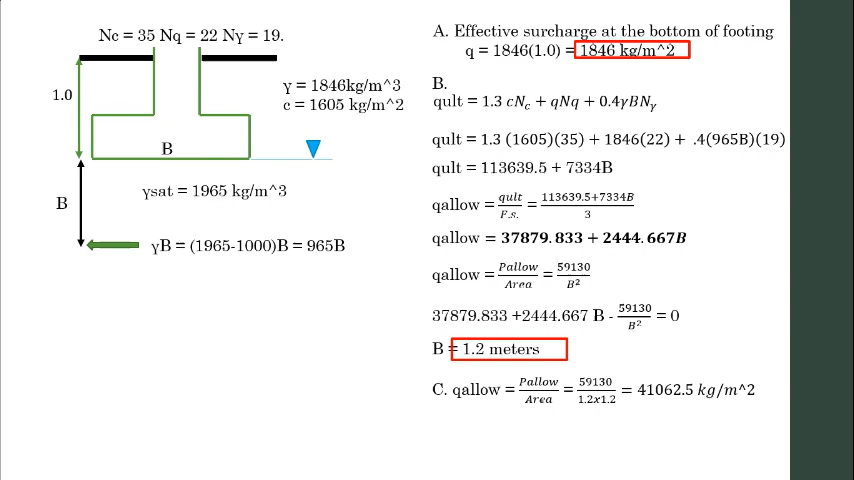 Nc = 35 Nq = 22 Nγ = 19.
1.0
γ = 1846kg/m^3
c = 1605 kg/m^2
B
γsat = 1965 kg/m^3
B
γB = (1965-1000)B = 965B
A. Effective surcharge at the bottom of footing
q = 1846(1.0) = 1846 kg/m^2
B.
qult = 1.3 cN_c + qNq + 0.4γBN_γ
qult = 1.3 (1605)(35) + 1846(22) + .4(965B)(19)
qult = 113639.5 + 7334B
qallow = qult/F.s. = 113639.5+7334B/3
qallow = 37879.833 + 2444.667B
qallow = Pallow/Area = 59130/B²
37879.833 +2444.667 B - 59130/B² = 0
B = 1.2 meters
C. qallow = Pallow/Area = 59130/1.2x1.2 = 41062.5 kg/m^2